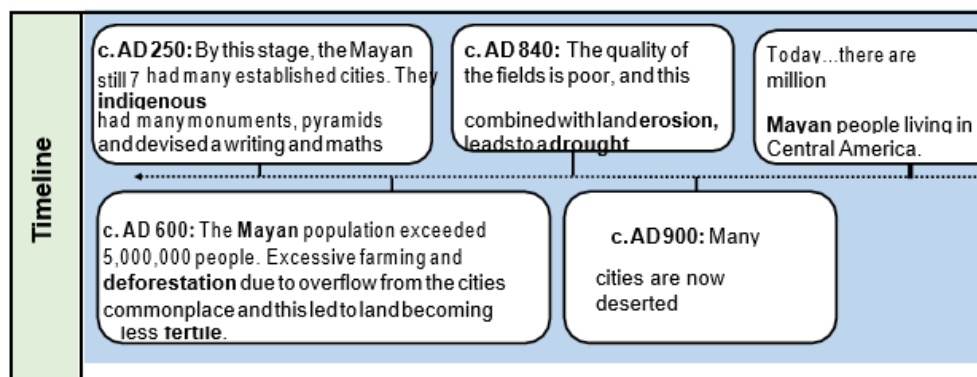 Timeline
c. AD 250: By this stage, the Mayan
still 7 had many established cities. They
indigenous
had many monuments, pyramids
and devised a writing and maths
c. AD 840: The quality of
the fields is poor, and this
combined with land erosion,
leads to a drought
Today...there are
million
Mayan people living in
Central America.
c. AD 600: The Mayan population exceeded
5,000,000 people. Excessive farming and
deforestation due to overflow from the cities
commonplace and this led to land becoming
less fertile.
c. AD 900: Many
cities are now
deserted